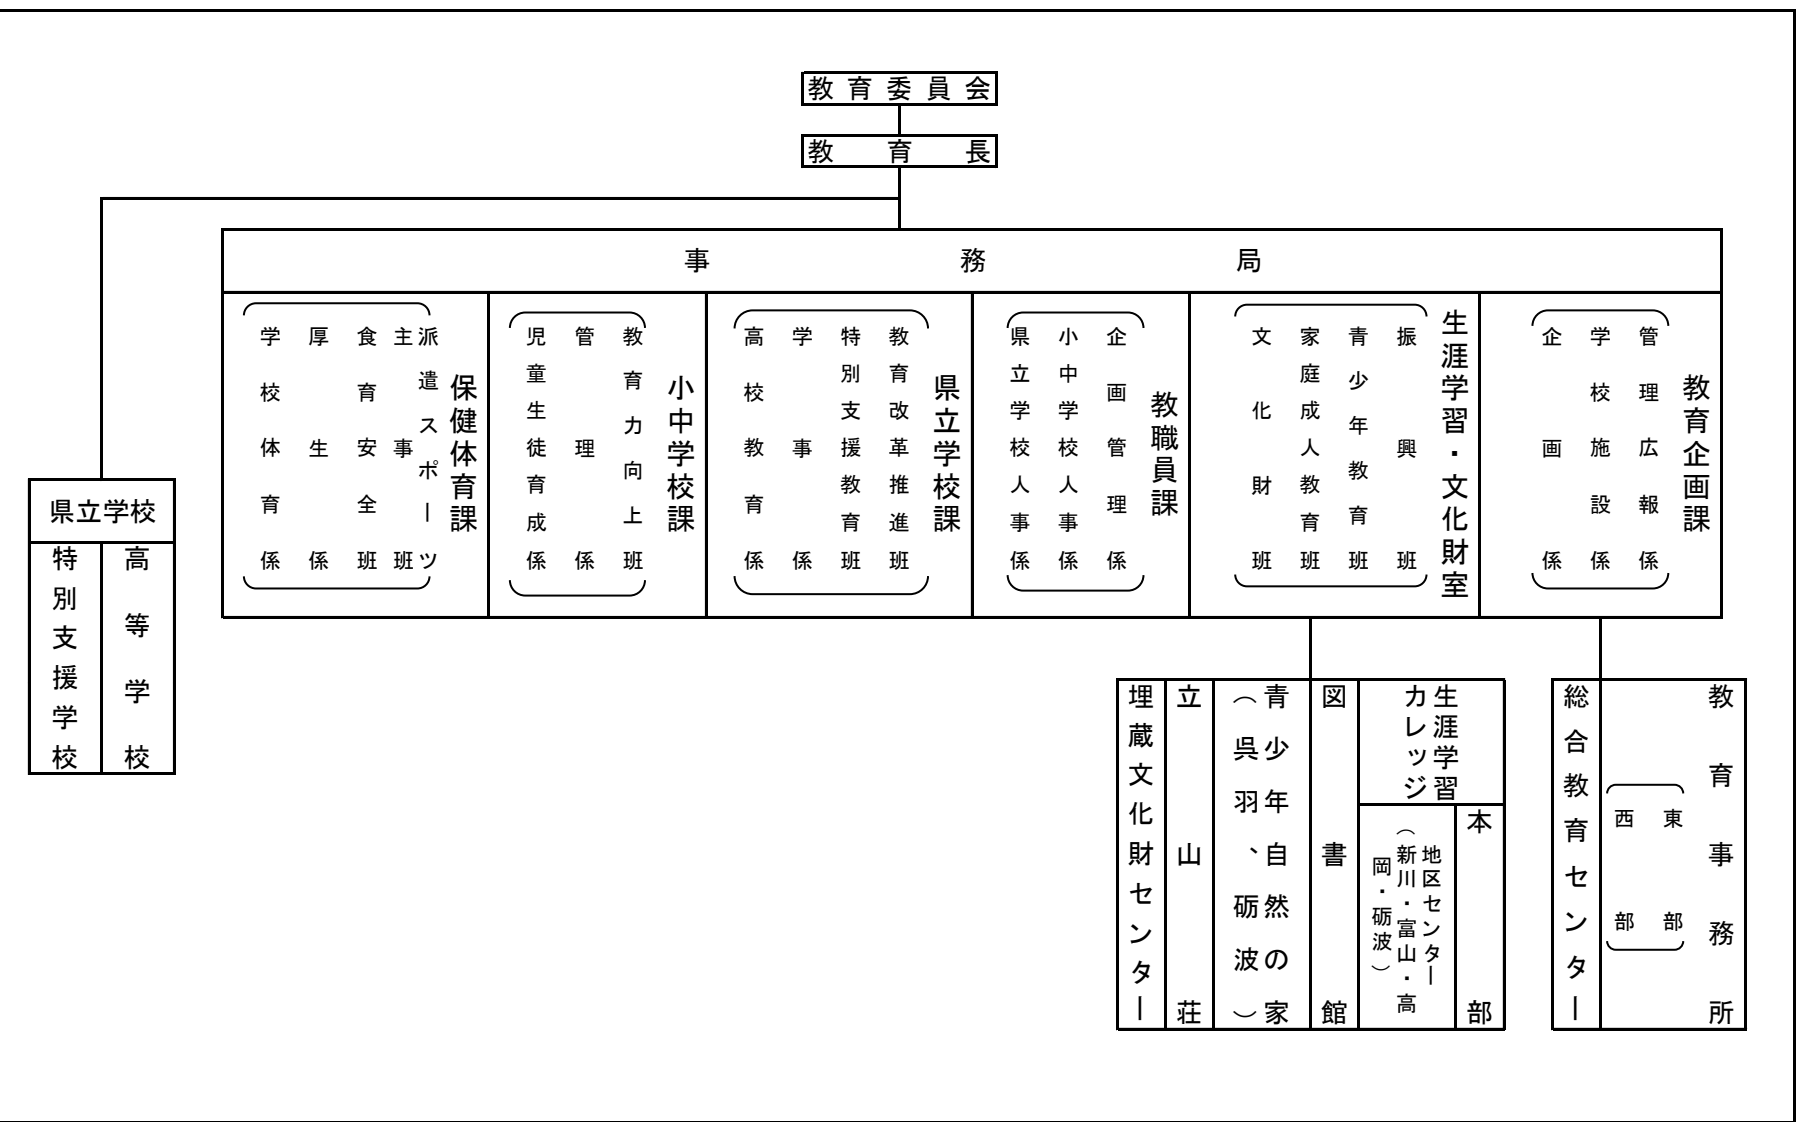 教育委員会
教育長
事務局
教育企画課
管理広報係
学校施設係
企画係
生涯学習・文化財室
振興班
青少年教育班
家庭成人教育班
文化財班
教職員課
企画管理係
小中学校人事係
県立学校人事係
県立学校課
教育改革推進班
特別支援教育班
学事係
高校教育係
小中学校課
教育力向上班
管理係
児童生徒育成係
保健体育課
派遣スポーツ
主事班
食育安全班
厚生係
学校体育係
県立学校
高等学校
特別支援学校
教育事務所
東部
西部
総合教育センター
生涯学習
カレッジ
本部
地区センター
（新川・富山・高
岡・砺波）
図書館
青少年自然の家
（呉羽、砺波）
立山荘
埋蔵文化財センター